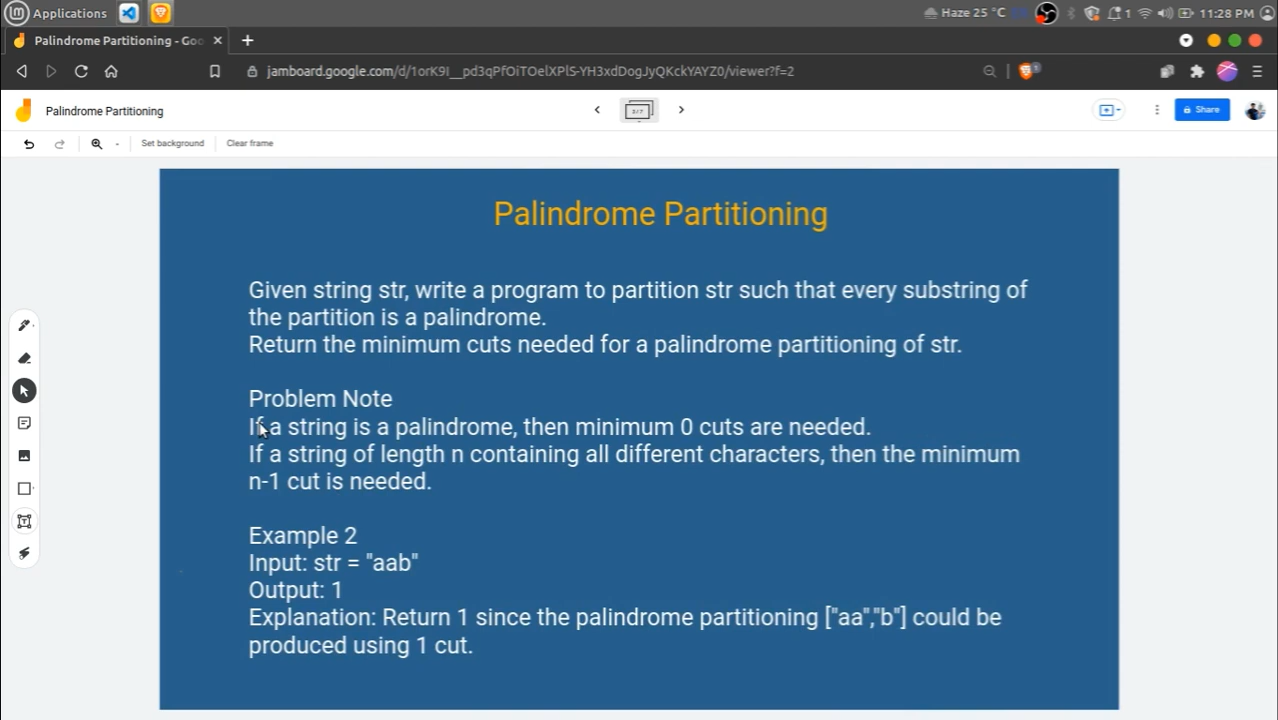 Applications
Haze 25 °C
1
11:28 PM
Palindrome Partitioning - Goo
jamboard.google.com/d/1orK9I__pd3qPfOiTOelXPlS-YH3xdDogJyQKckYAYZ0/viewer?f=2
1
Palindrome Partitioning
3/7
Share
Set background
Clear frame
Palindrome Partitioning
Given string str, write a program to partition str such that every substring of
the partition is a palindrome.
Return the minimum cuts needed for a palindrome partitioning of str.
Problem Note
If a string is a palindrome, then minimum 0 cuts are needed.
If a string of length n containing all different characters, then the minimum
n-1 cut is needed.
Example 2
Input: str = "aab"
Output: 1
Explanation: Return 1 since the palindrome partitioning ["aa","b"] could be
produced using 1 cut.